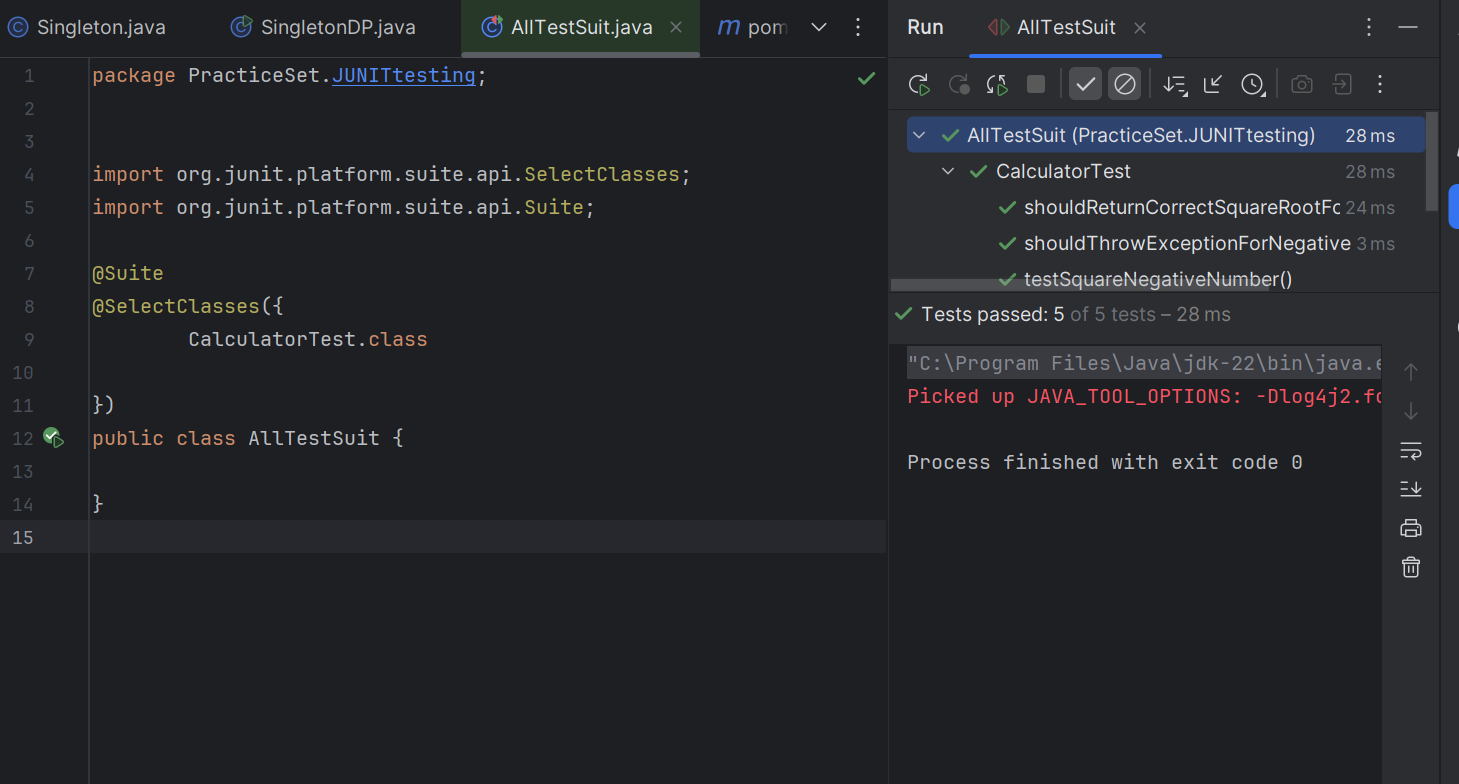 Singleton.java SingletonDP.java AllTestSuit.java m pom
1 package PracticeSet.JUNITtesting;
2
3
4 import org.junit.platform.suite.api.SelectClasses;
5 import org.junit.platform.suite.api.Suite;
6
7 @Suite
8 @SelectClasses({
9 CalculatorTest.class
10
11 })
12 public class AllTestSuit {
13
14 }
15
Run AllTestSuit
AllTestSuit (PracticeSet.JUNITtesting) 28 ms
CalculatorTest 28 ms
shouldReturnCorrectSquareRootFo 24 ms
shouldThrowExceptionForNegative 3 ms
testSquareNegativeNumber()
Tests passed: 5 of 5 tests – 28 ms
"C:\Program Files\Java\jdk-22\bin\java.e
Picked up JAVA_TOOL_OPTIONS: -Dlog4j2.fo
Process finished with exit code 0